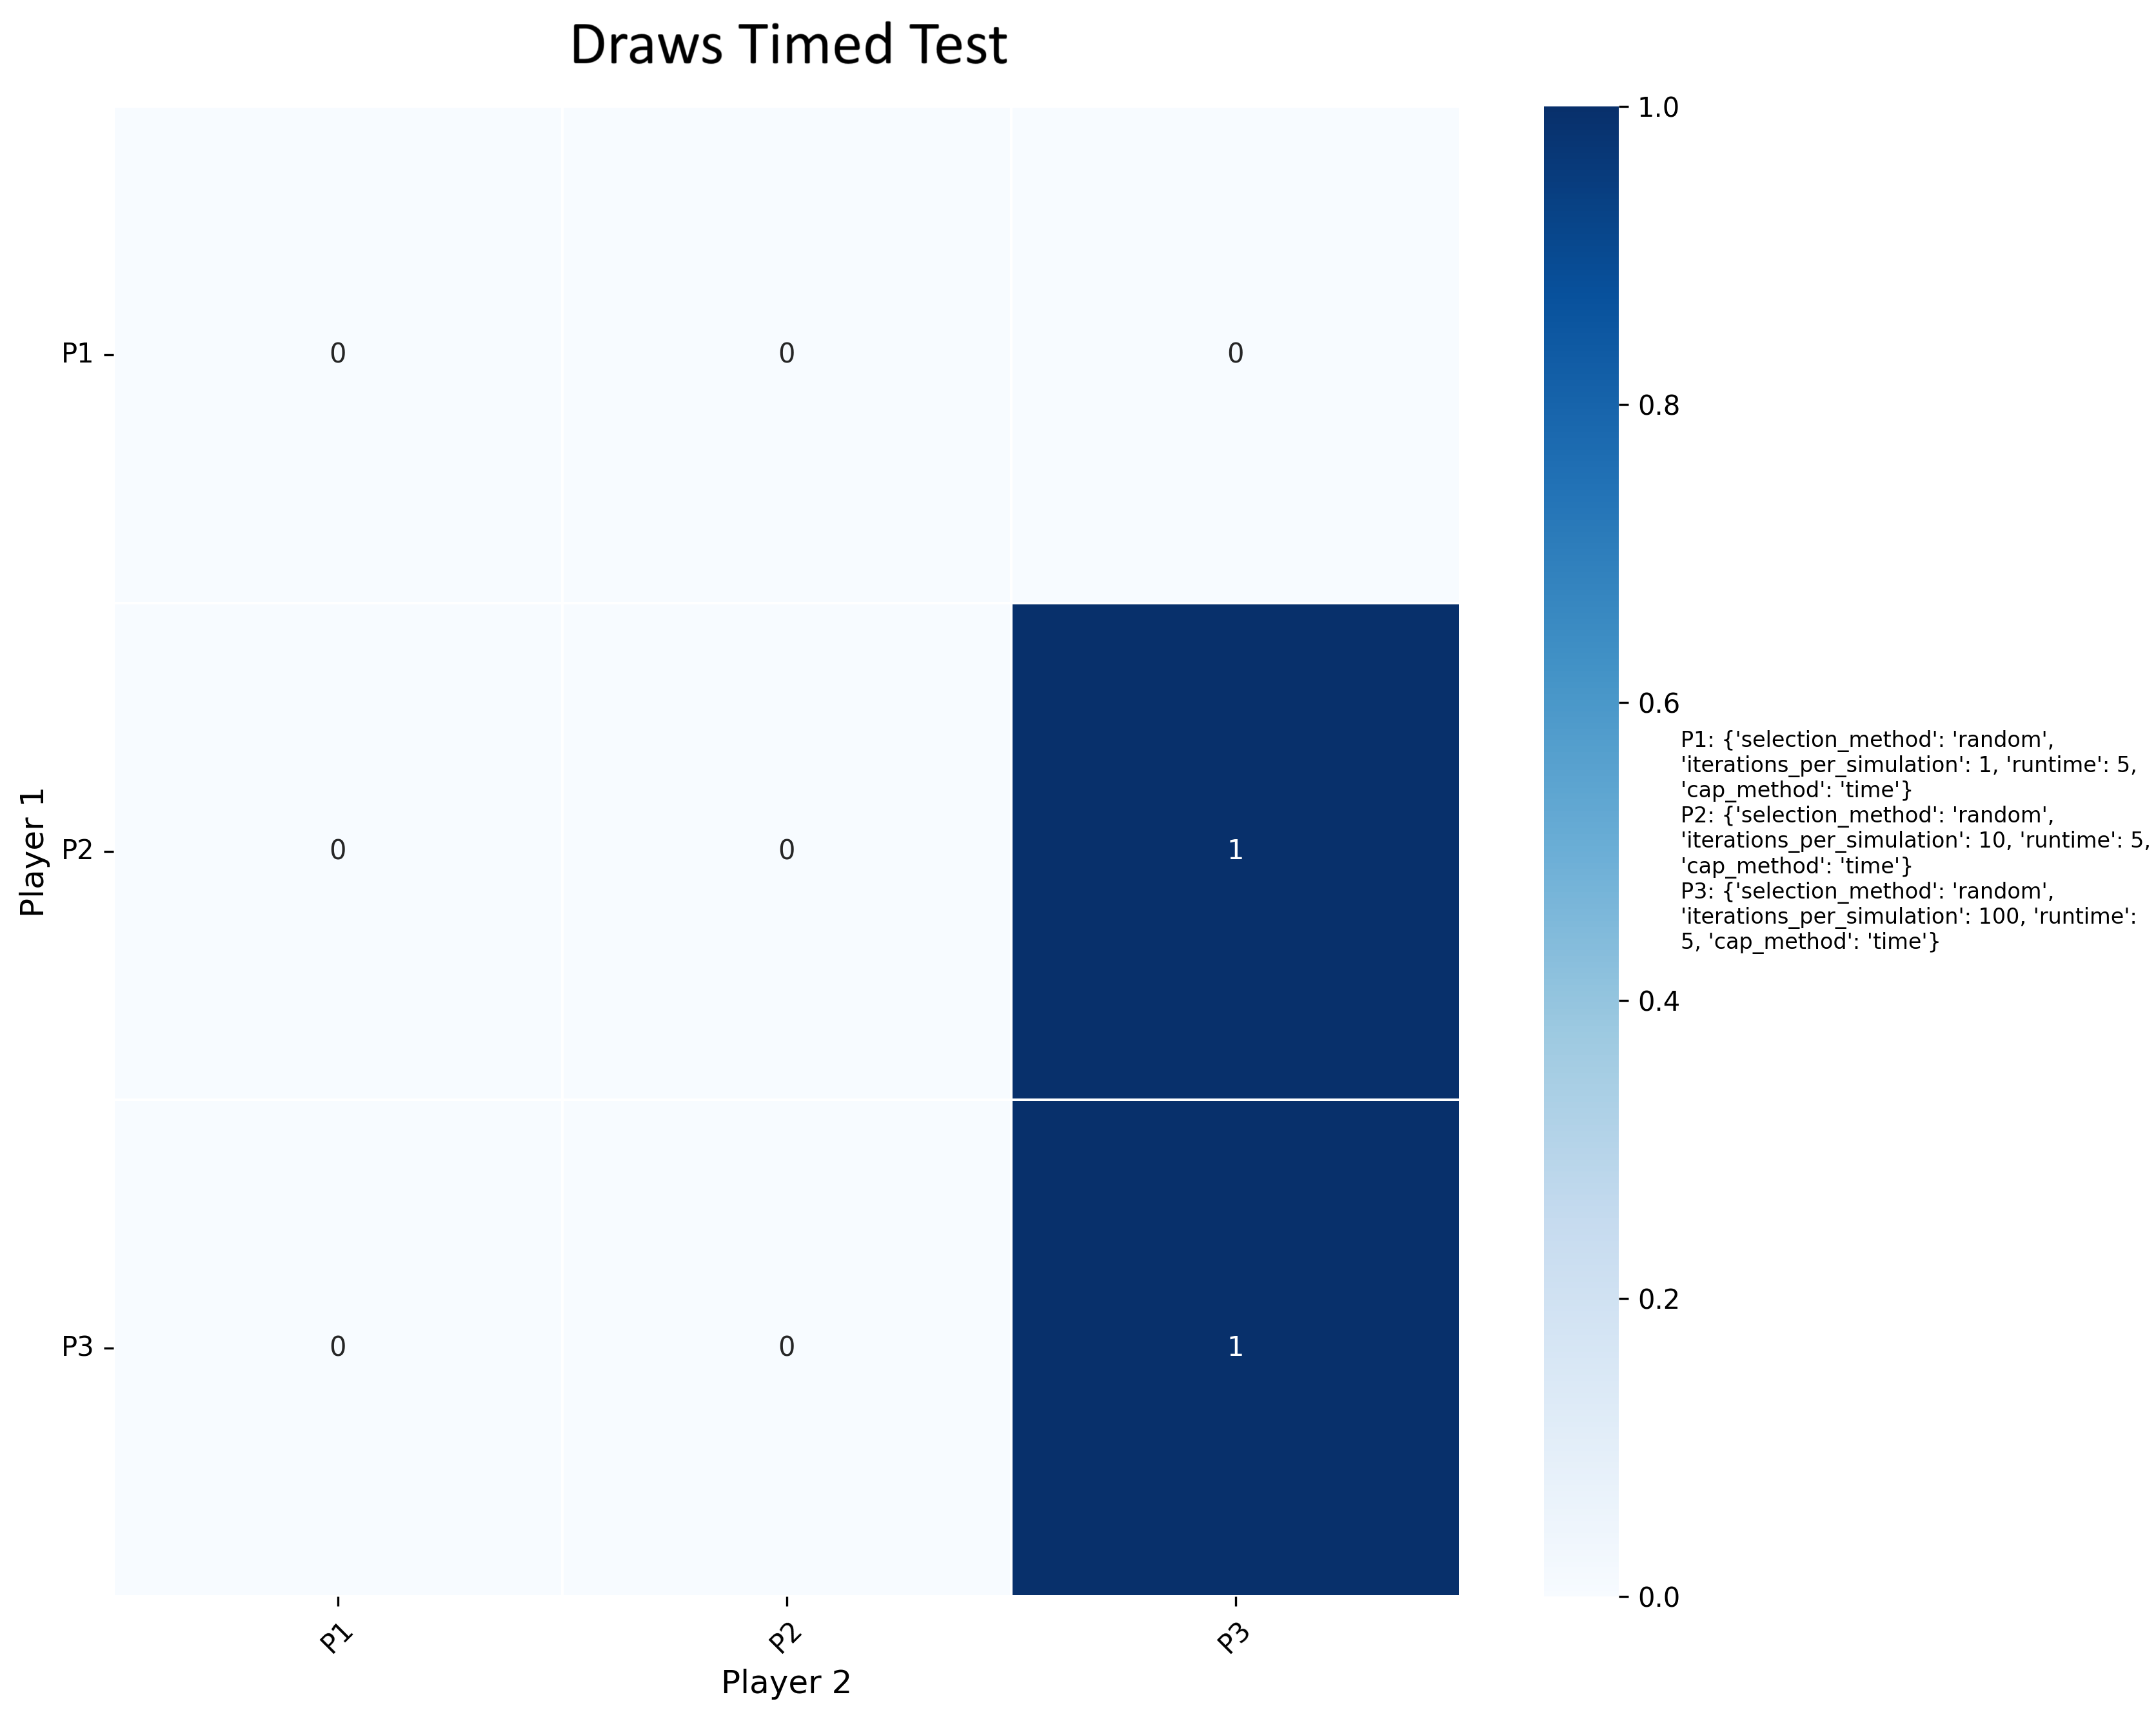 Draws Timed Test
1.0
P1
0
0
0
0.8
0.6
P1: {'selection_method': 'random',
'iterations_per_simulation': 1, 'runtime': 5,
'cap_method': 'time'}
P2: {'selection_method': 'random',
'iterations_per_simulation': 10, 'runtime': 5,
'cap_method': 'time'}
P3: {'selection_method': 'random',
'iterations_per_simulation': 100, 'runtime':
5, 'cap_method': 'time'}
Player 1
P2
0
0
1
0.4
0.2
P3
0
0
1
0.0
P1
P2
P3
Player 2